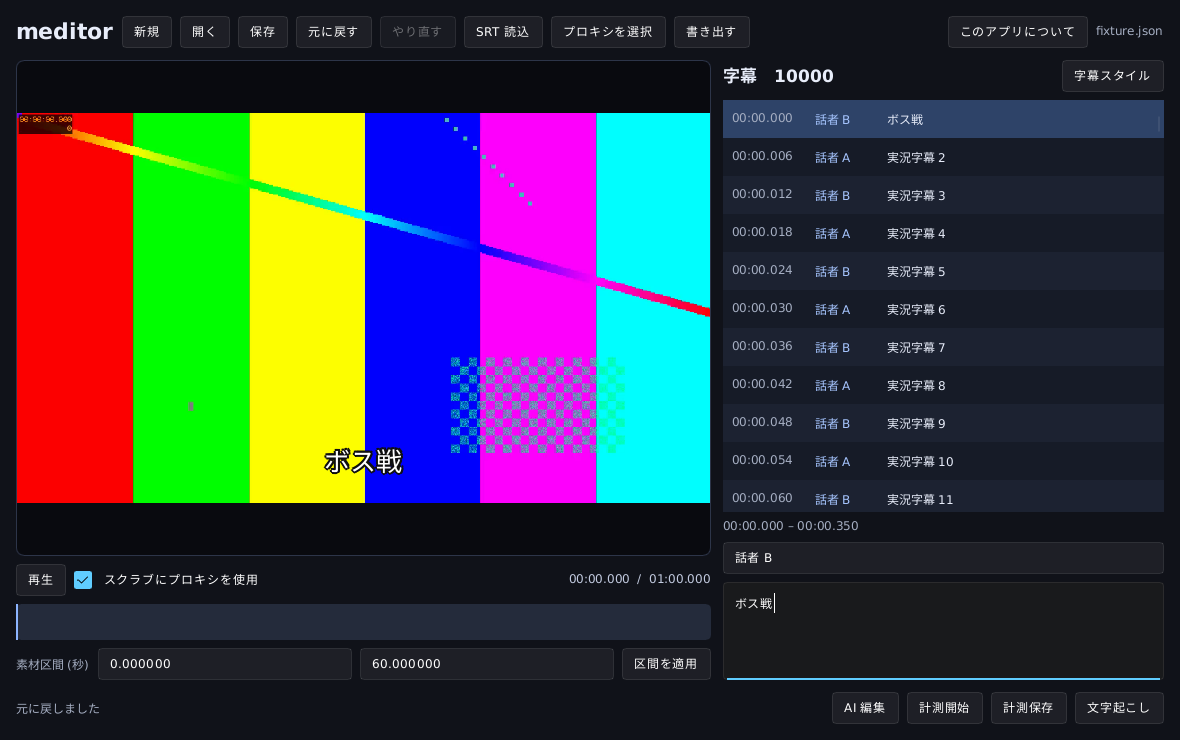 meditor 新規 開く 保存 元に戻す やり直す SRT 読込 プロキシを選択 書き出す このアプリについて fixture.json
字幕 10000 字幕スタイル
00:00.000 話者 B ボス戦
00:00.006 話者 A 実況字幕 2
00:00.012 話者 B 実況字幕 3
00:00.018 話者 A 実況字幕 4
00:00.024 話者 B 実況字幕 5
00:00.030 話者 A 実況字幕 6
00:00.036 話者 B 実況字幕 7
00:00.042 話者 A 実況字幕 8
00:00.048 話者 B 実況字幕 9
00:00.054 話者 A 実況字幕 10
00:00.060 話者 B 実況字幕 11
00:00.000 – 00:00.350
話者 B
ボス戦
00:00:00.000
0
ボス戦
再生 スクラブにプロキシを使用 00:00.000 / 01:00.000
素材区間 (秒) 0.000000 60.000000 区間を適用
元に戻しました AI 編集 計測開始 計測保存 文字起こし